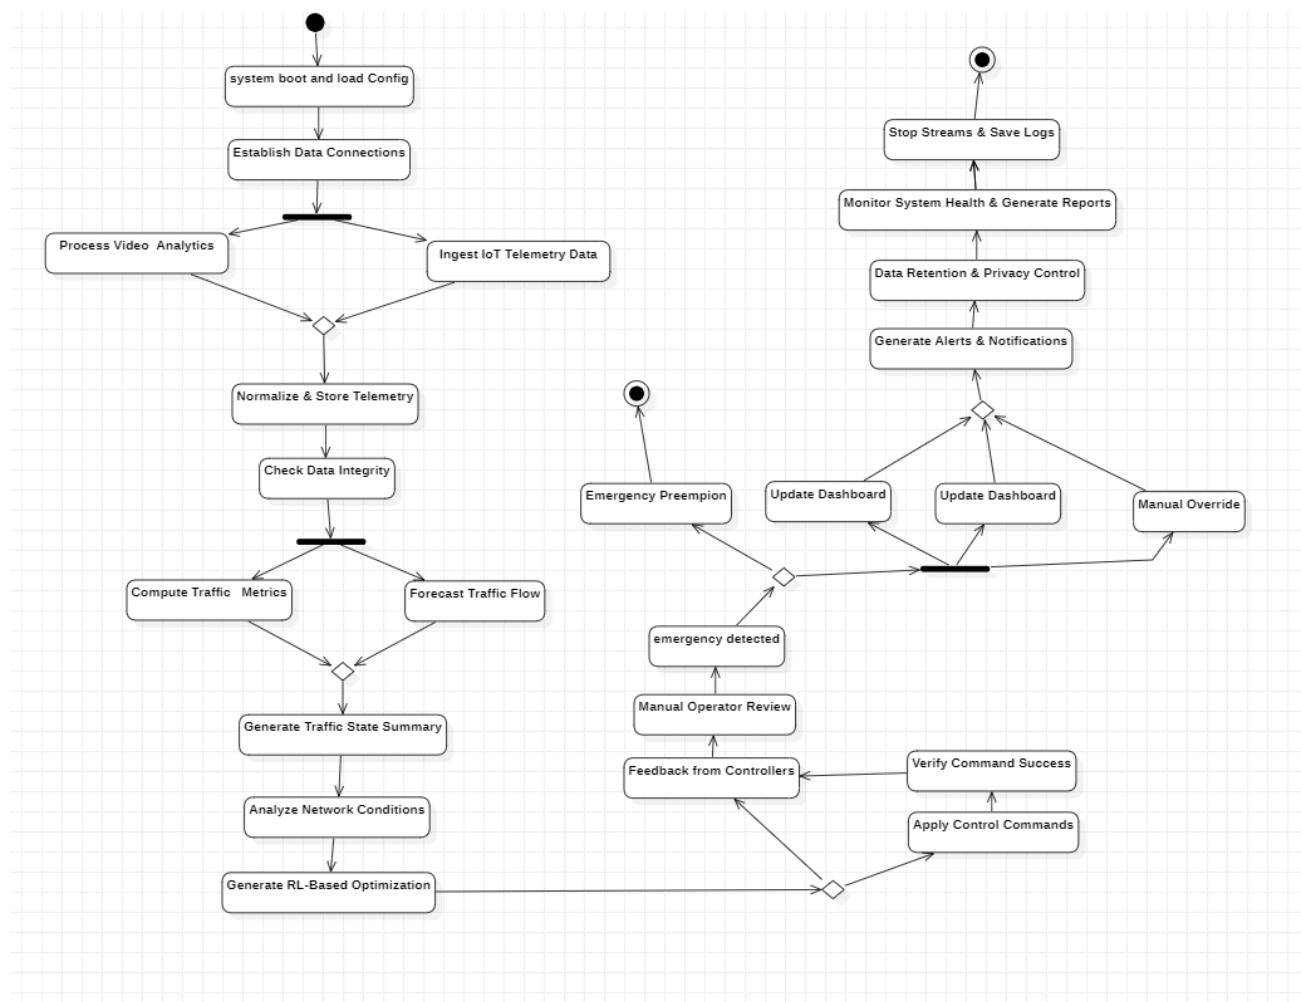 system boot and load Config
Establish Data Connections
Process Video Analytics
Ingest IoT Telemetry Data
Normalize & Store Telemetry
Check Data Integrity
Compute Traffic Metrics
Forecast Traffic Flow
Generate Traffic State Summary
Analyze Network Conditions
Generate RL-Based Optimization
Apply Control Commands
Verify Command Success
Feedback from Controllers
Manual Operator Review
emergency detected
Emergency Preempion
Update Dashboard
Update Dashboard
Manual Override
Generate Alerts & Notifications
Data Retention & Privacy Control
Monitor System Health & Generate Reports
Stop Streams & Save Logs